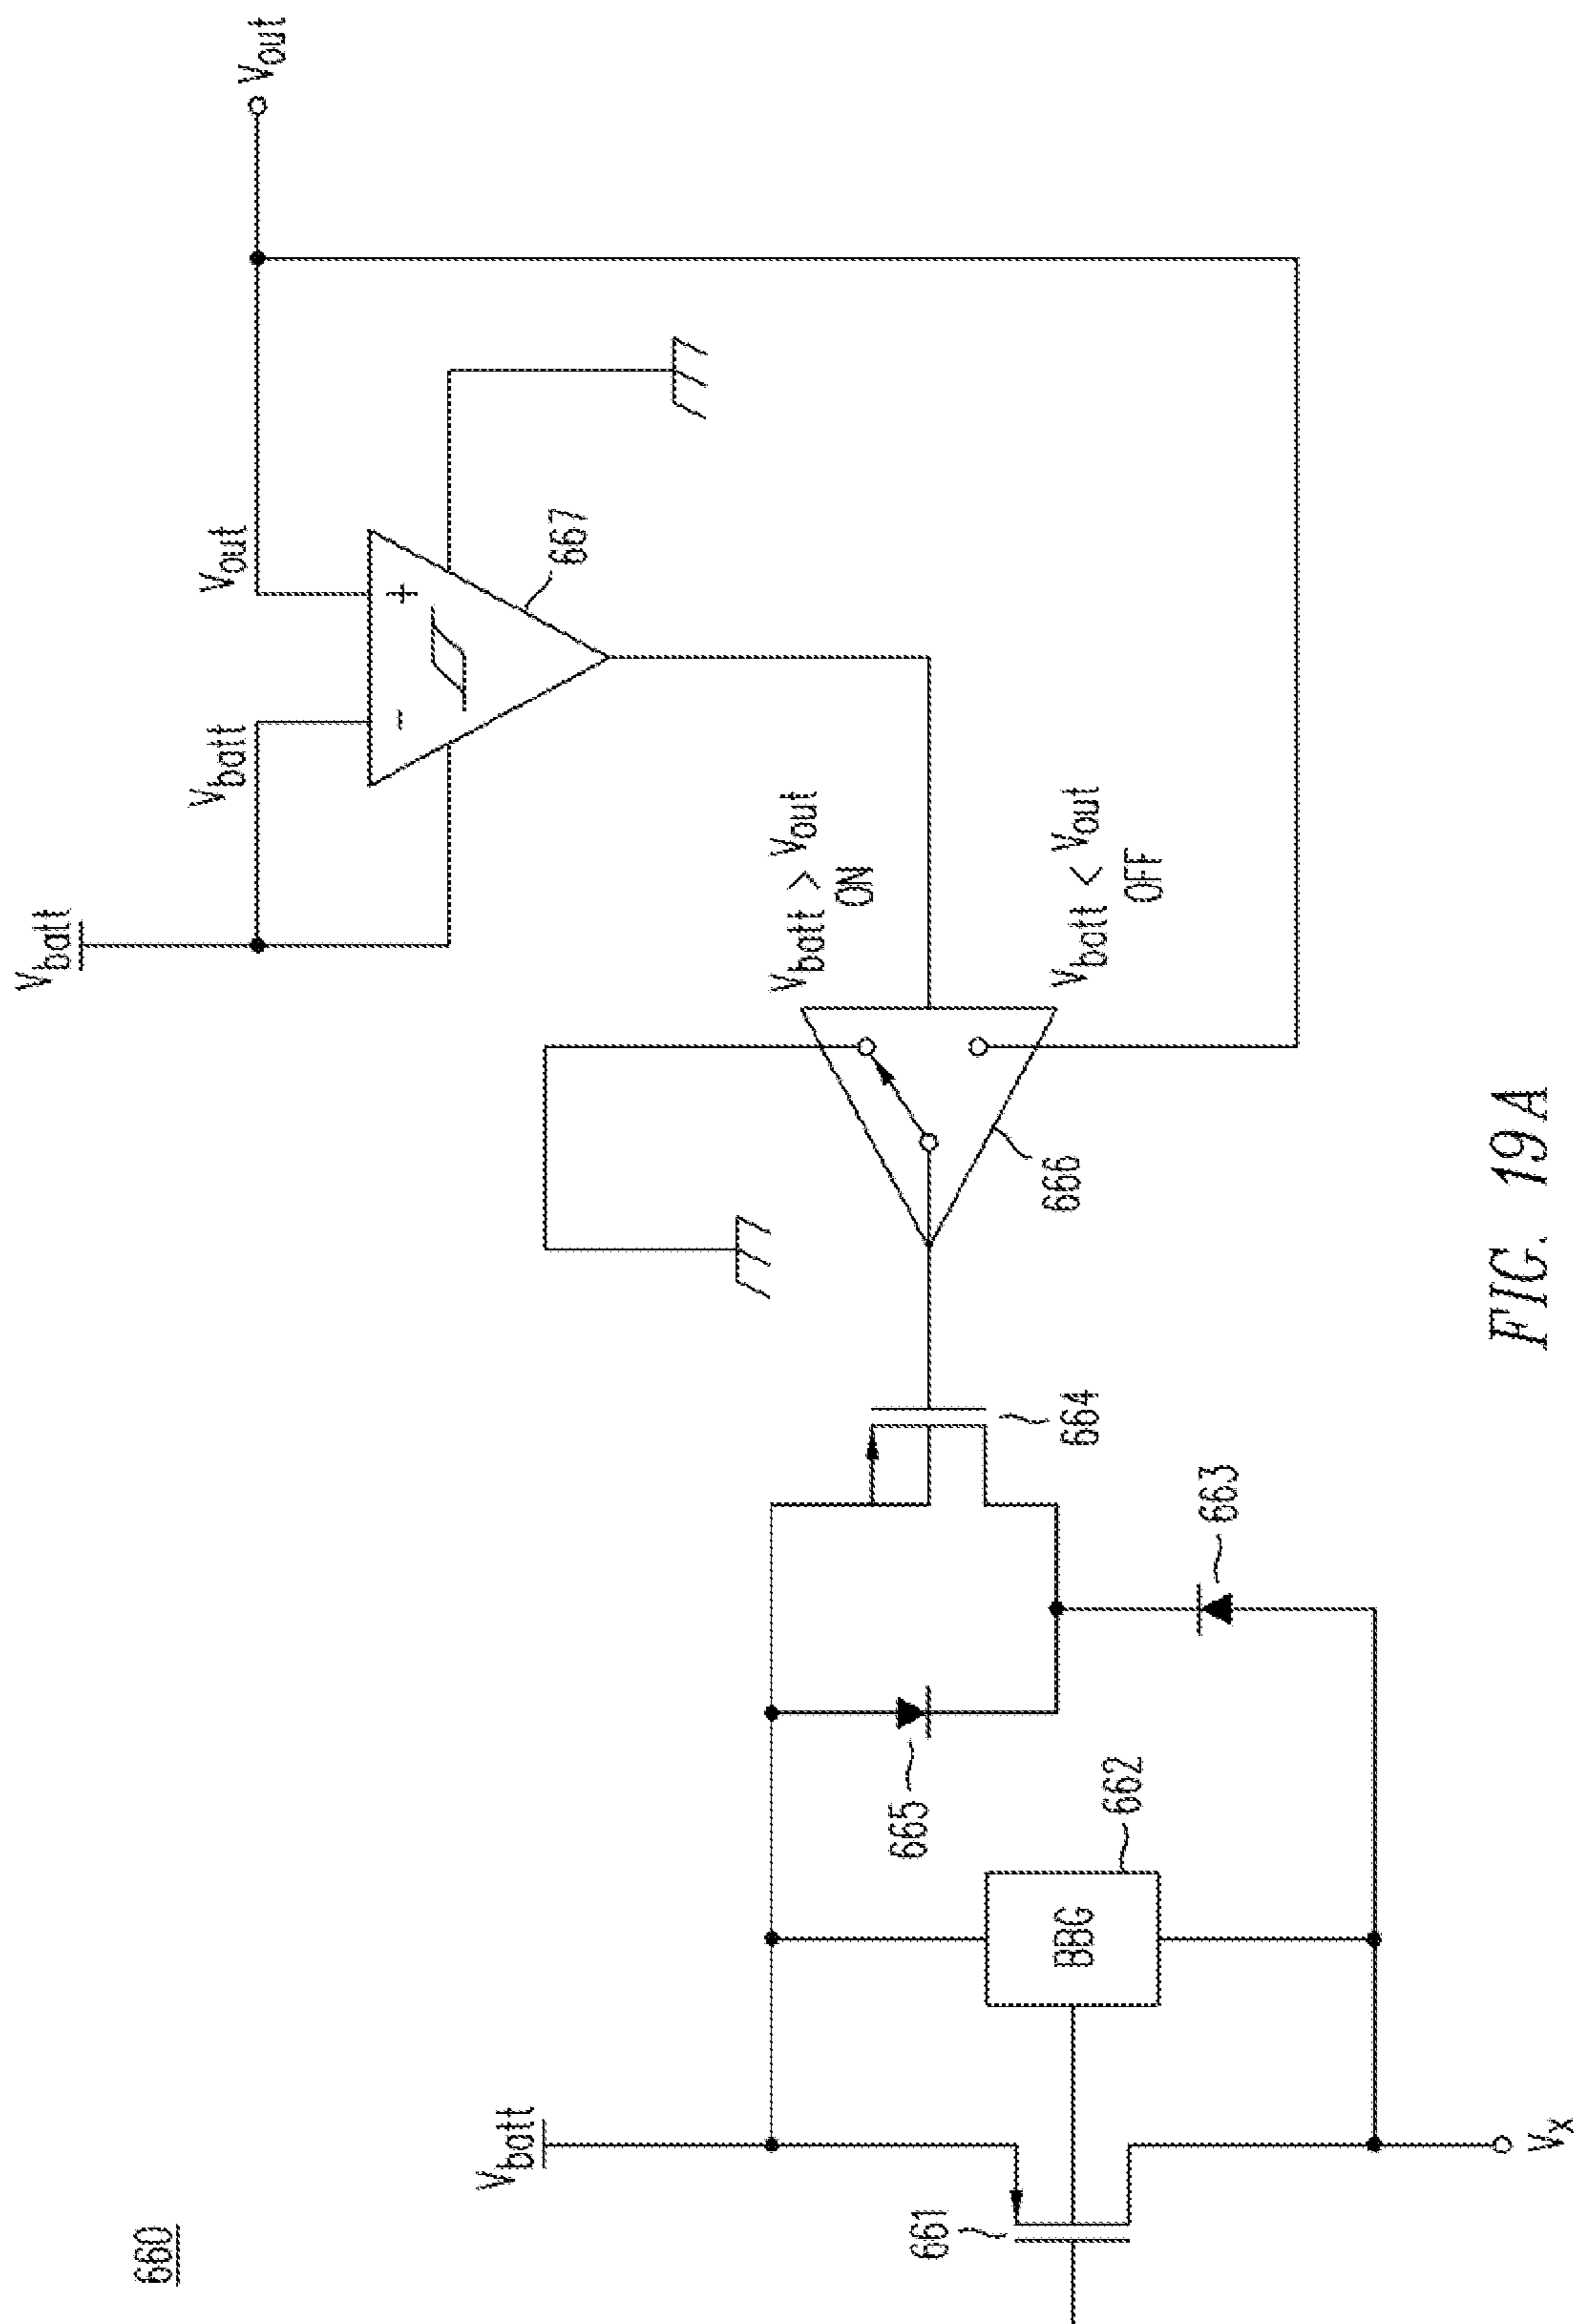 660
Vbatt
Vout
Vbatt
Vout
+
-
667
Vbatt > Vout
ON
Vbatt < Vout
OFF
666
664
663
665
BBG
662
Vbatt
661
Vx
FIG. 19A